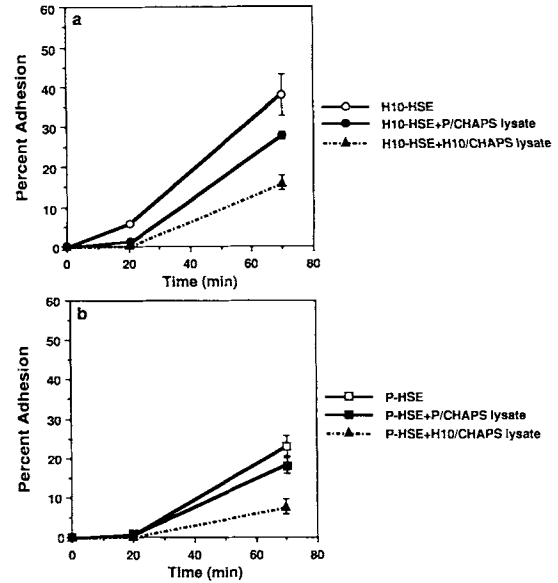 a
Percent Adhesion
60
50
40
30
20
10
0
0 20 40 60 80
Time (min)
H10-HSE
H10-HSE+P/CHAPS lysate
H10-HSE+H10/CHAPS lysate
b
Percent Adhesion
60
50
40
30
20
10
0
0 20 40 60 80
Time (min)
P-HSE
P-HSE+P/CHAPS lysate
P-HSE+H10/CHAPS lysate